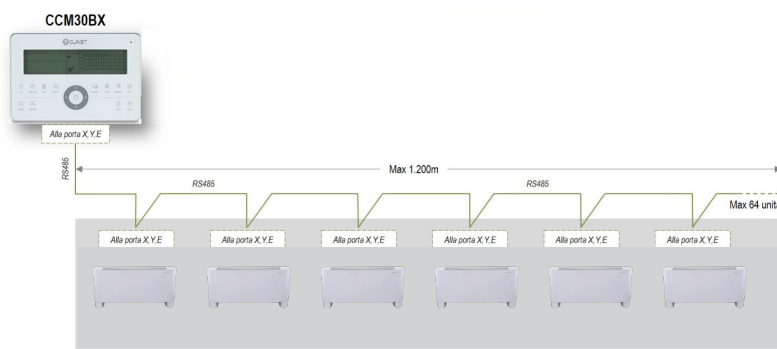 CCM30BX
CLIVET
Alla porta X,Y,E
RS485
Max 1.200m
RS485
RS485
Max 64 unità
Alla porta X,Y,E
Alla porta X,Y,E
Alla porta X,Y,E
Alla porta X,Y,E
Alla porta X,Y,E
Alla porta X,Y,E